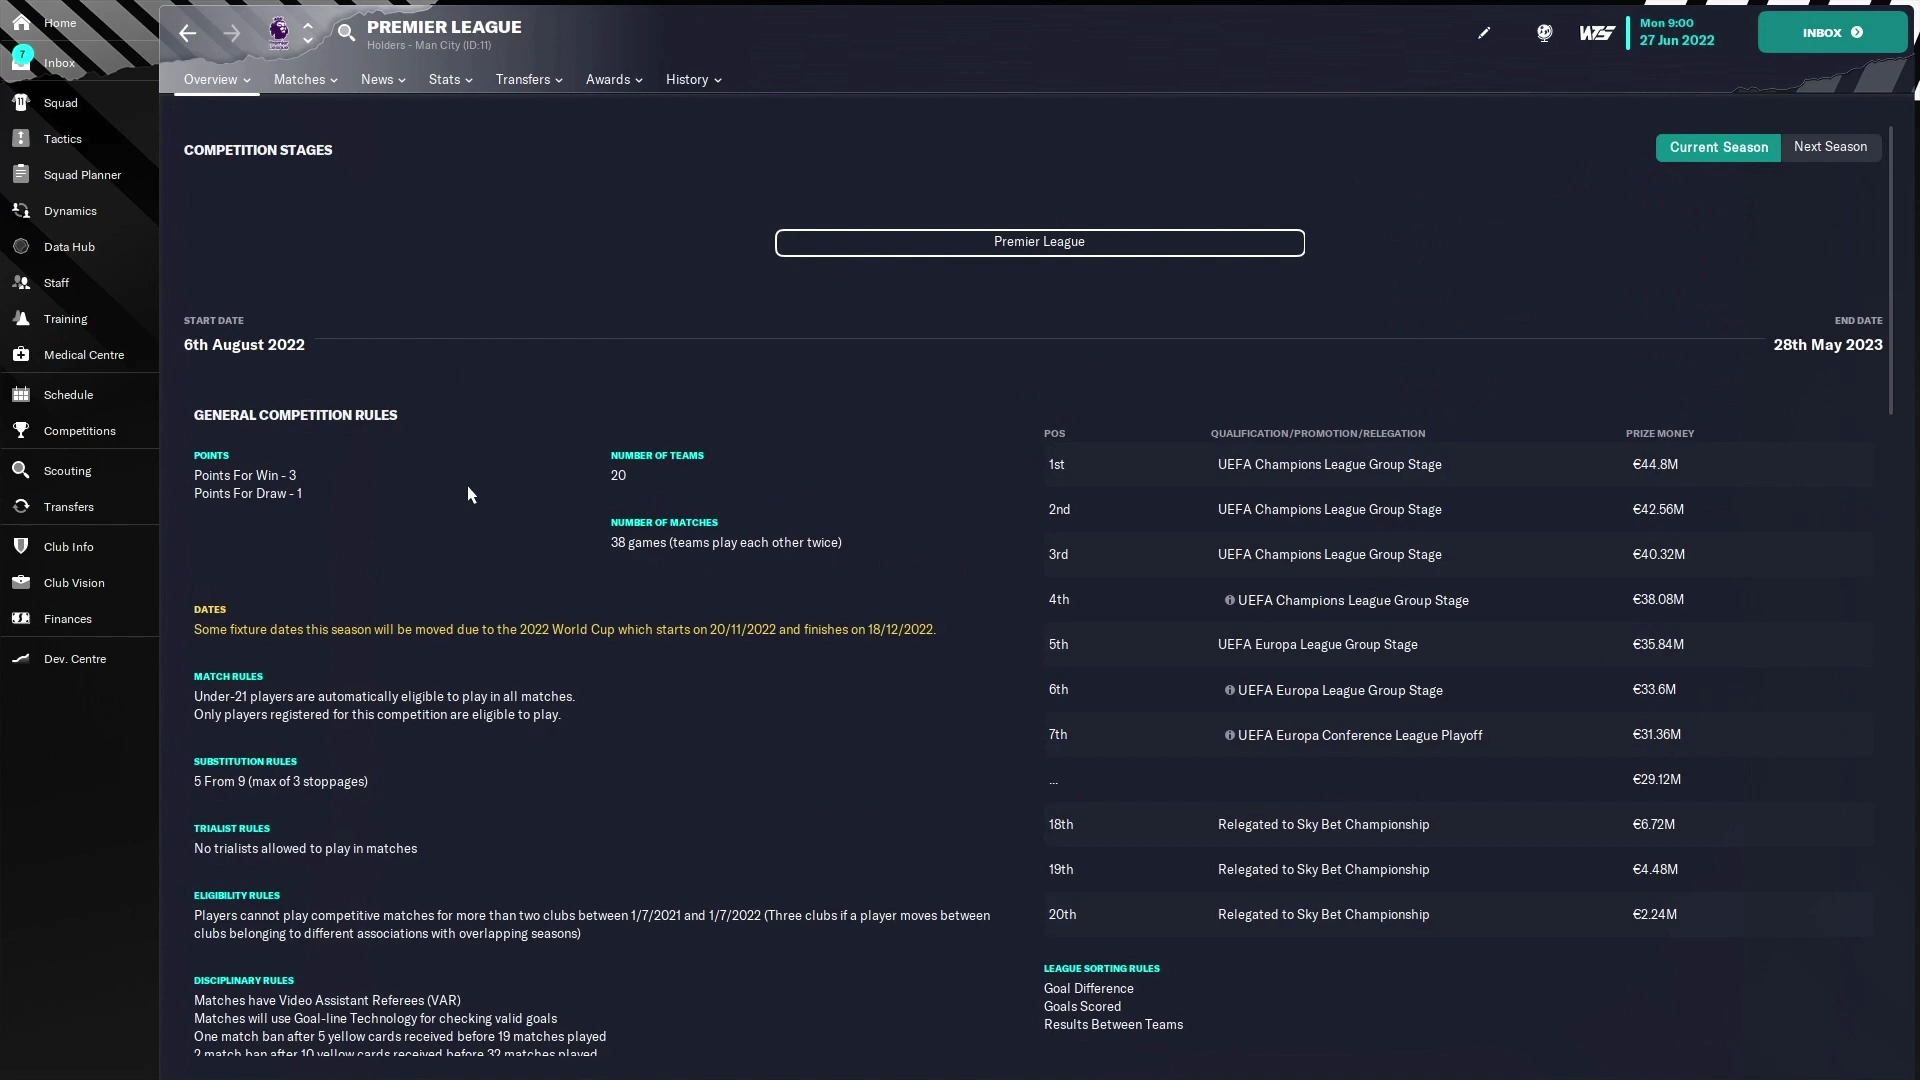 Home
7
Inbox
Squad
Tactics
Squad Planner
Dynamics
Data Hub
Staff
Training
Medical Centre
Schedule
Competitions
Scouting
Transfers
Club Info
Club Vision
Finances
Dev. Centre
PREMIER LEAGUE
Holders - Man City (ID:11)
Mon 9:00
27 Jun 2022
INBOX
Overview
Matches
News
Stats
Transfers
Awards
History
COMPETITION STAGES
Current Season
Next Season
Premier League
START DATE
6th August 2022
END DATE
28th May 2023
GENERAL COMPETITION RULES
POINTS
Points For Win - 3
Points For Draw - 1
NUMBER OF TEAMS
20
NUMBER OF MATCHES
38 games (teams play each other twice)
DATES
Some fixture dates this season will be moved due to the 2022 World Cup which starts on 20/11/2022 and finishes on 18/12/2022.
MATCH RULES
Under-21 players are automatically eligible to play in all matches.
Only players registered for this competition are eligible to play.
SUBSTITUTION RULES
5 From 9 (max of 3 stoppages)
TRIALIST RULES
No trialists allowed to play in matches
ELIGIBILITY RULES
Players cannot play competitive matches for more than two clubs between 1/7/2021 and 1/7/2022 (Three clubs if a player moves between
clubs belonging to different associations with overlapping seasons)
DISCIPLINARY RULES
Matches have Video Assistant Referees (VAR)
Matches will use Goal-line Technology for checking valid goals
One match ban after 5 yellow cards received before 19 matches played
2 match ban after 10 yellow cards received before 32 matches played
POS QUALIFICATION/PROMOTION/RELEGATION PRIZE MONEY
1st UEFA Champions League Group Stage €44.8M
2nd UEFA Champions League Group Stage €42.56M
3rd UEFA Champions League Group Stage €40.32M
4th UEFA Champions League Group Stage €38.08M
5th UEFA Europa League Group Stage €35.84M
6th UEFA Europa League Group Stage €33.6M
7th UEFA Europa Conference League Playoff €31.36M
... €29.12M
18th Relegated to Sky Bet Championship €6.72M
19th Relegated to Sky Bet Championship €4.48M
20th Relegated to Sky Bet Championship €2.24M
LEAGUE SORTING RULES
Goal Difference
Goals Scored
Results Between Teams